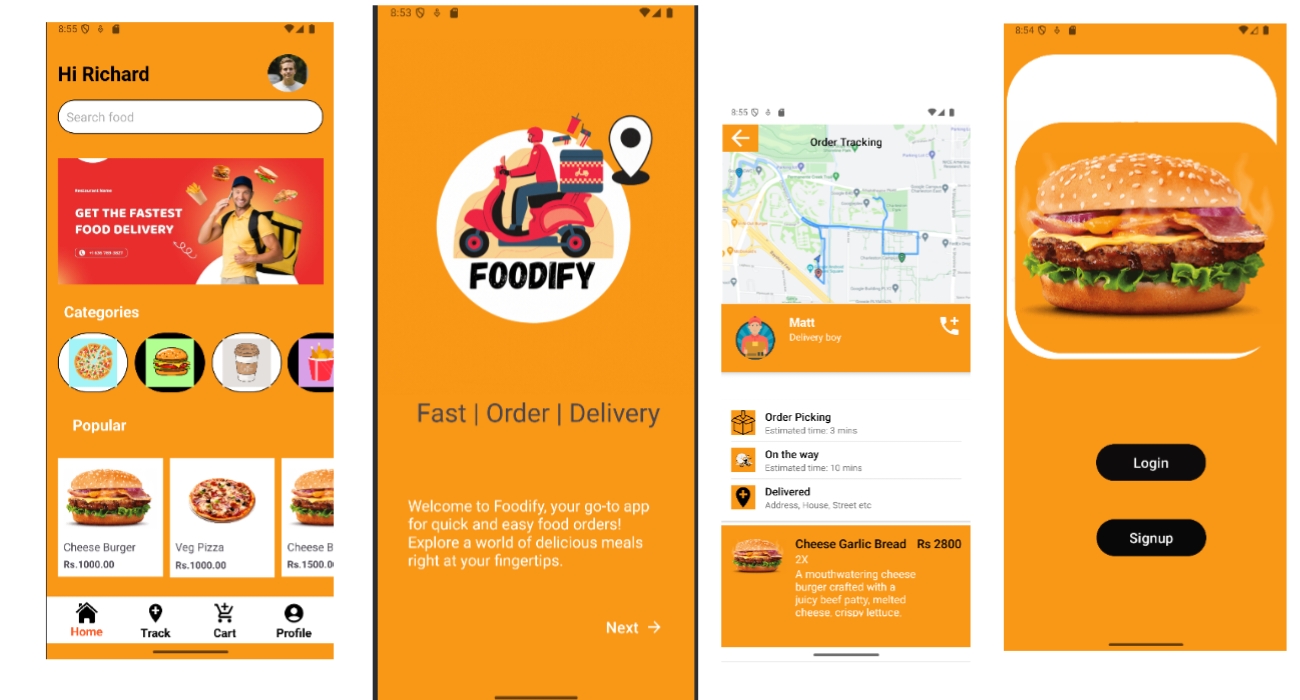 8:55
Hi Richard
Search food
Restaurant Name
GET THE FASTEST
FOOD DELIVERY
Categories
Popular
Cheese Burger
Rs.1000.00
Veg Pizza
Rs.1000.00
Cheese B
Rs.1500.0
Home
Track
Cart
Profile
8:53
FOODIFY
Fast | Order | Delivery
Welcome to Foodify, your go-to app
for quick and easy food orders!
Explore a world of delicious meals
right at your fingertips.
Next
8:55
Order Tracking
Matt
Delivery boy
Order Picking
Estimated time: 3 mins
On the way
Estimated time: 10 mins
Delivered
Address, House, Street etc
Cheese Garlic Bread Rs 2800
2X
A mouthwatering cheese
burger crafted with a
juicy beef patty, melted
cheese, crispy lettuce.
8:54
Login
Signup